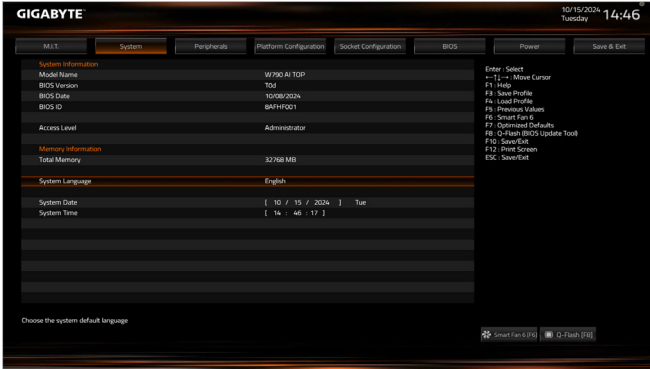 GIGABYTE
10/15/2024
Tuesday
14:46
M.I.T.
System
Peripherals
Platform Configuration
Socket Configuration
BIOS
Power
Save & Exit
System Information
Model Name W790 AI TOP
BIOS Version T0d
BIOS Date 10/08/2024
BIOS ID 8AFHF001
Access Level Administrator
Memory Information
Total Memory 32768 MB
System Language English
System Date [ 10 / 15 / 2024 ] Tue
System Time [ 14 : 46 : 17 ]
Enter : Select
←↑↓→ : Move Cursor
F1 : Help
F3 : Save Profile
F4 : Load Profile
F5 : Previous Values
F6 : Smart Fan 6
F7 : Optimized Defaults
F8 : Q-Flash (BIOS Update Tool)
F10 : Save/Exit
F12 : Print Screen
ESC : Save/Exit
Choose the system default language
Smart Fan 6 [F6]
Q-Flash [F8]